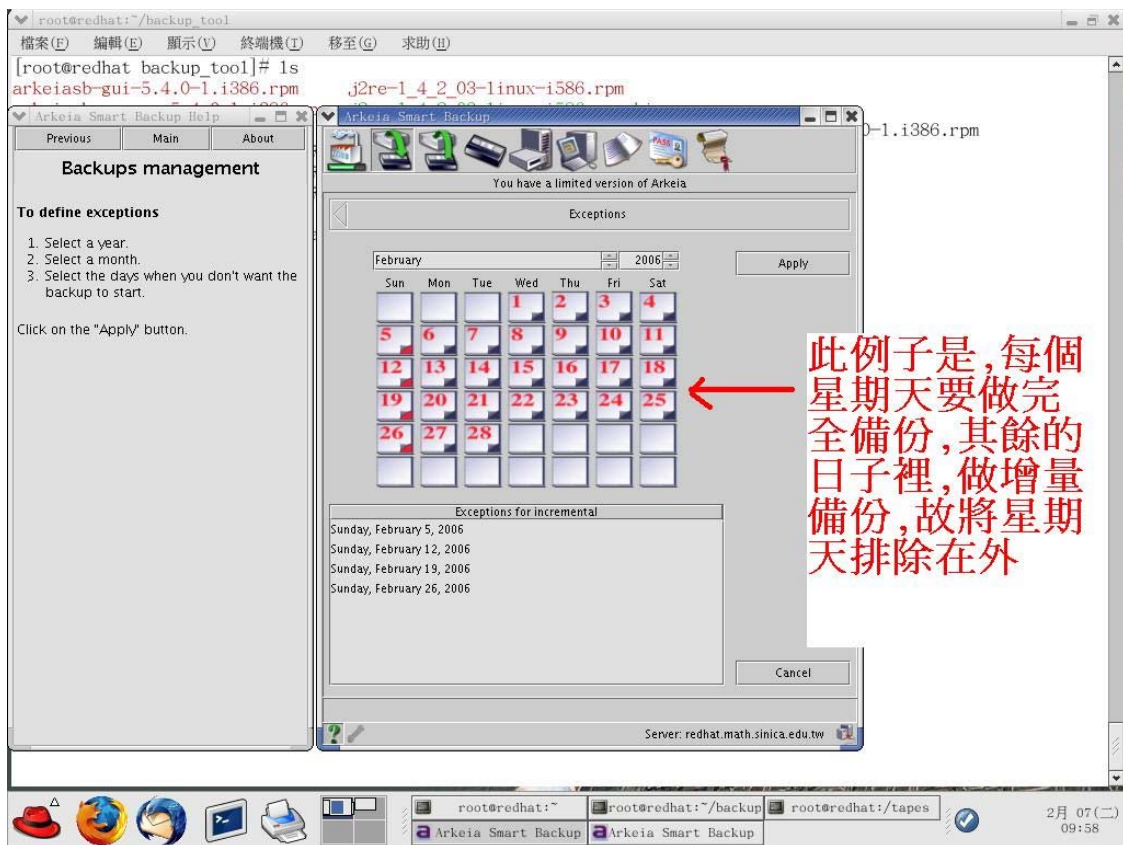 root@redhat:~/backup_tool
檔案(F) 編輯(E) 顯示(V) 終端機(T) 移至(G) 求助(H)
[root@redhat backup_tool]# ls
arkeiasb-gui-5.4.0-1.i386.rpm j2re-1_4_2_03-linux-i586.rpm
0-1.i386.rpm
Arkeia Smart Backup Help
Previous Main About
Backups management
To define exceptions
1. Select a year.
2. Select a month.
3. Select the days when you don't want the
backup to start.
Click on the "Apply" button.
Arkeia Smart Backup
You have a limited version of Arkeia
Exceptions
February 2006
Apply
Sun Mon Tue Wed Thu Fri Sat
1 2 3 4
5 6 7 8 9 10 11
12 13 14 15 16 17 18
19 20 21 22 23 24 25
26 27 28
Exceptions for incremental
Sunday, February 5, 2006
Sunday, February 12, 2006
Sunday, February 19, 2006
Sunday, February 26, 2006
Cancel
Server: redhat.math.sinica.edu.tw
此例子是,每個
星期天要做完
全備份,其餘的
日子裡,做增量
備份,故將星期
天排除在外
root@redhat:~ root@redhat:~/backup root@redhat:/tapes
Arkeia Smart Backup Arkeia Smart Backup
2月 07(二)
09:58